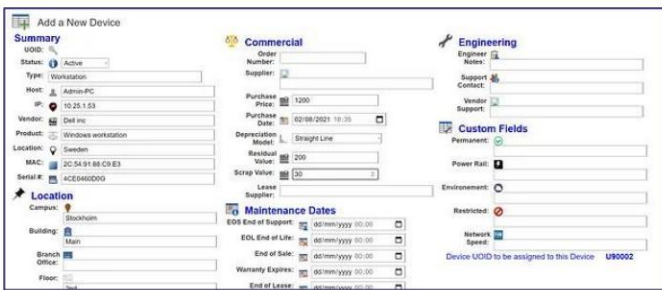 Add a New Device
Summary
UOID:
Status: Active
Type: Workstation
Host: Admin-PC
IP: 10.25.1.53
Vendor: Dell inc
Product: Windows workstation
Location: Sweden
MAC: 2C:54:91:88:C9:E3
Serial #: 4CE0460D0G
Location
Campus:
Stockholm
Building:
Main
Branch
Office:
Floor:
2nd
Commercial
Order
Number:
Supplier:
Purchase
Price: 1200
Purchase
Date: 02/08/2021 18:35
Depreciation
Model: Straight Line
Residual
Value: 200
Scrap Value: 30
Lease
Supplier:
Maintenance Dates
EOS End of Support: dd/mm/yyyy 00:00
EOL End of Life: dd/mm/yyyy 00:00
End of Sale: dd/mm/yyyy 00:00
Warranty Expires: dd/mm/yyyy 00:00
End of Lease: dd/mm/yyyy 00:00
Engineering
Engineer
Notes:
Support
Contact:
Vendor
Support:
Custom Fields
Permanent:
Power Rail:
Environement:
Restricted:
Network
Speed:
Device UOID to be assigned to this Device U90002